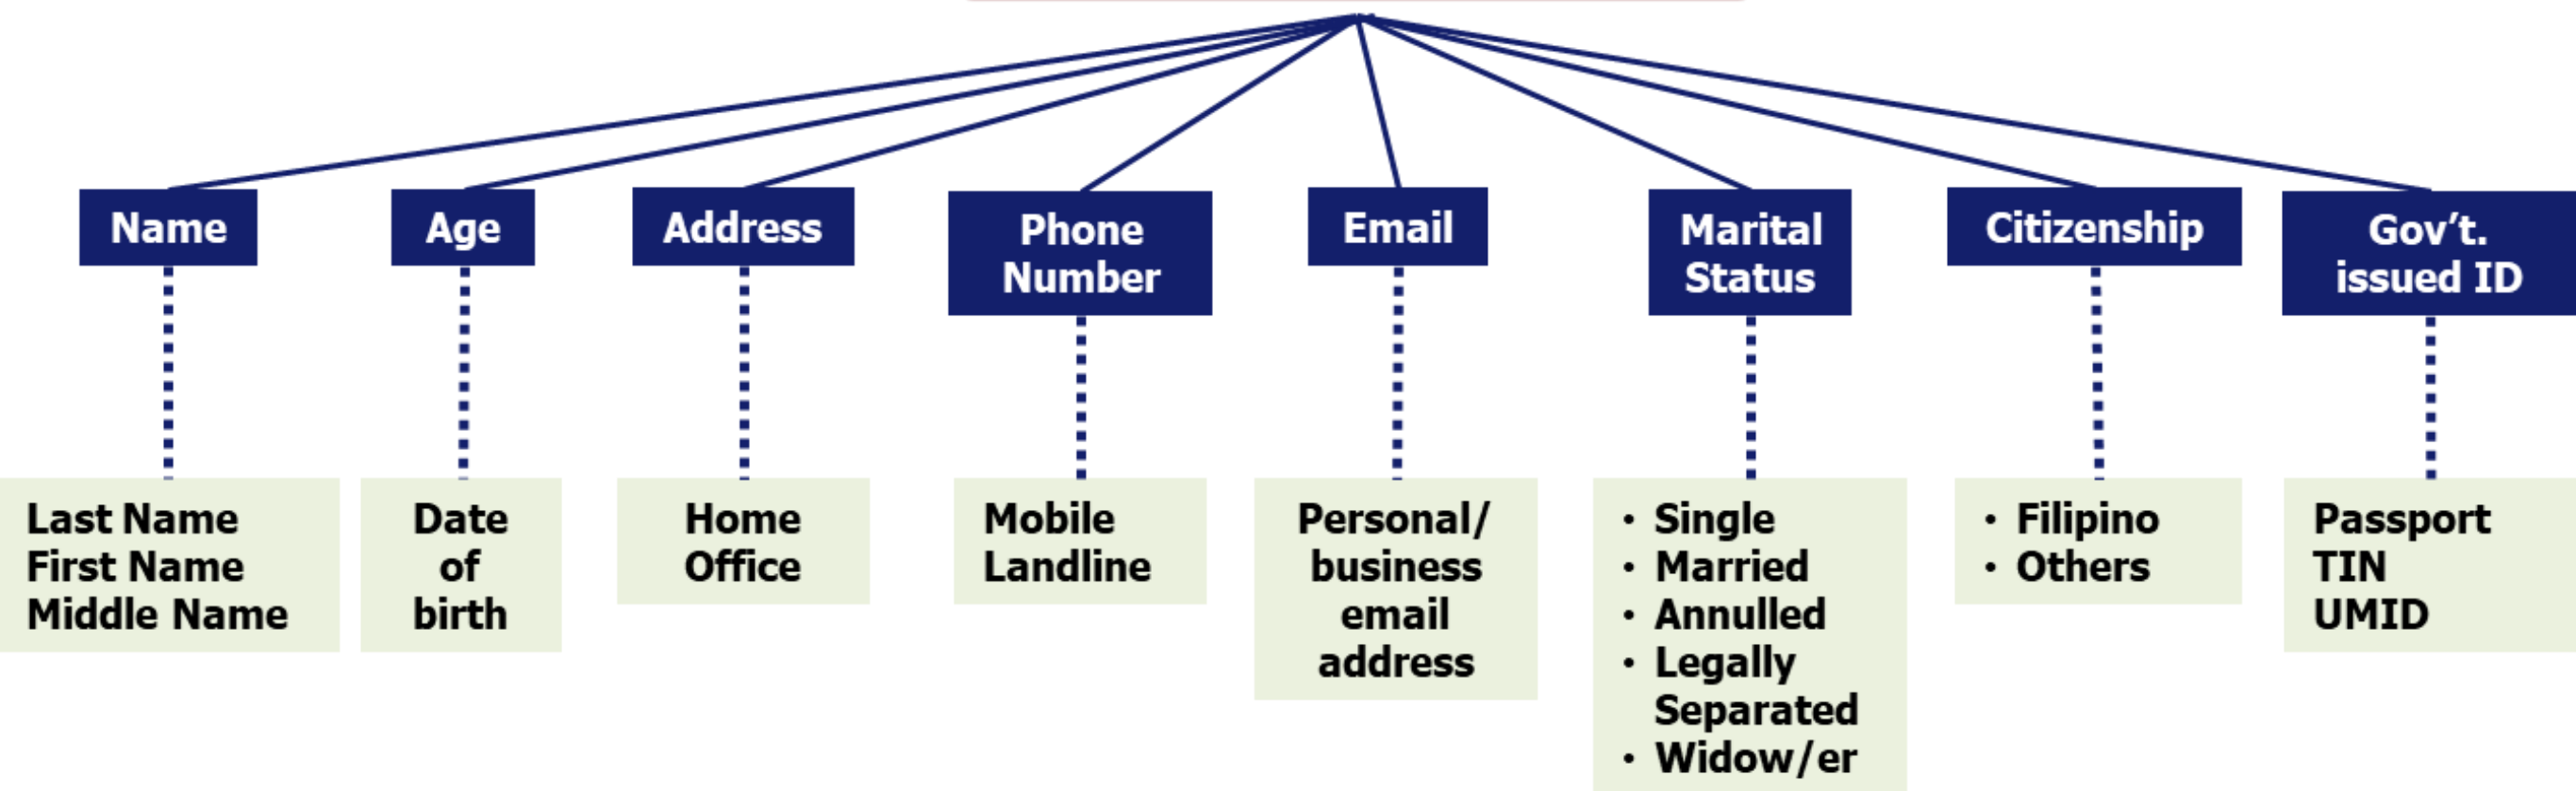 Name
Age
Address
Phone
Number
Email
Marital
Status
Citizenship
Gov’t.
issued ID
Last Name
First Name
Middle Name
Date
of
birth
Home
Office
Mobile
Landline
Personal/
business
email
address
• Single
• Married
• Annulled
• Legally
Separated
• Widow/er
• Filipino
• Others
Passport
TIN
UMID